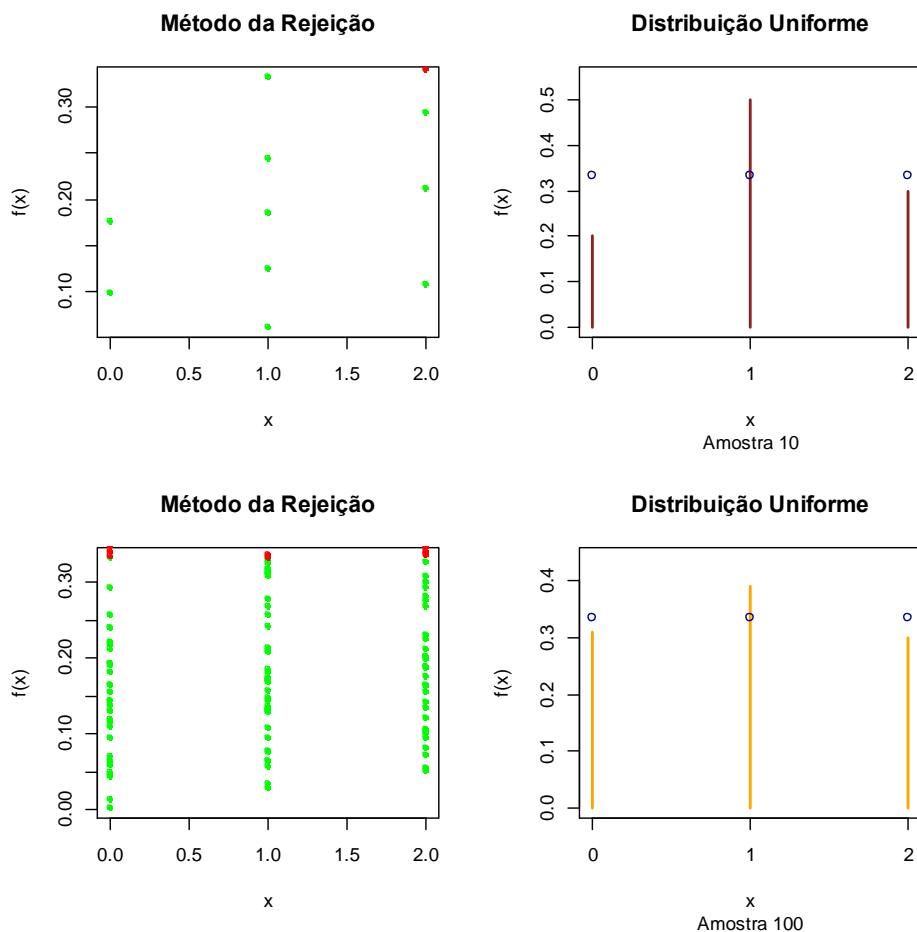 Método da Rejeição
f(x)
0.10 0.20 0.30
0.0 0.5 1.0 1.5 2.0
x
Distribuição Uniforme
f(x)
0.0 0.1 0.2 0.3 0.4 0.5
0 1 2
x
Amostra 10
Método da Rejeição
f(x)
0.00 0.10 0.20 0.30
0.0 0.5 1.0 1.5 2.0
x
Distribuição Uniforme
f(x)
0.0 0.1 0.2 0.3 0.4
0 1 2
x
Amostra 100